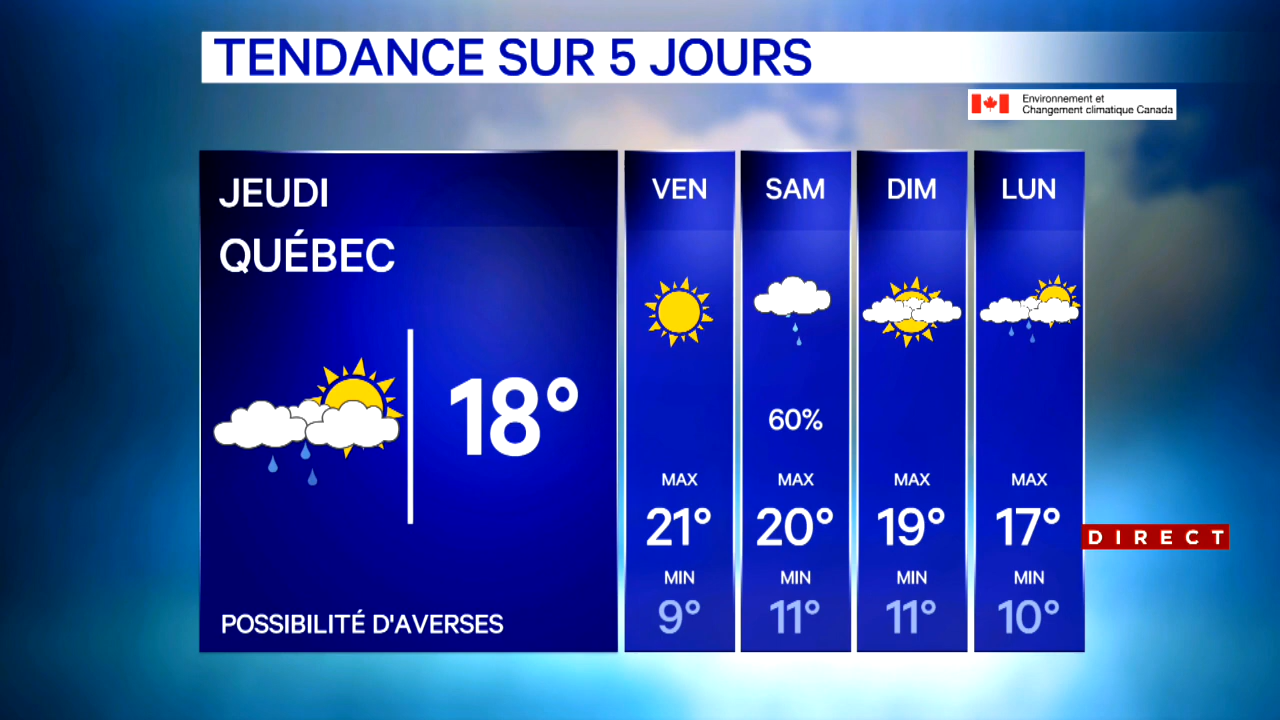 TENDANCE SUR 5 JOURS
Environnement et
Changement climatique Canada
JEUDI
QUÉBEC
18°
POSSIBILITÉ D'AVERSES
VEN
MAX
21°
MIN
9°
SAM
60%
MAX
20°
MIN
11°
DIM
MAX
19°
MIN
11°
LUN
MAX
17°
MIN
10°
DIRECT